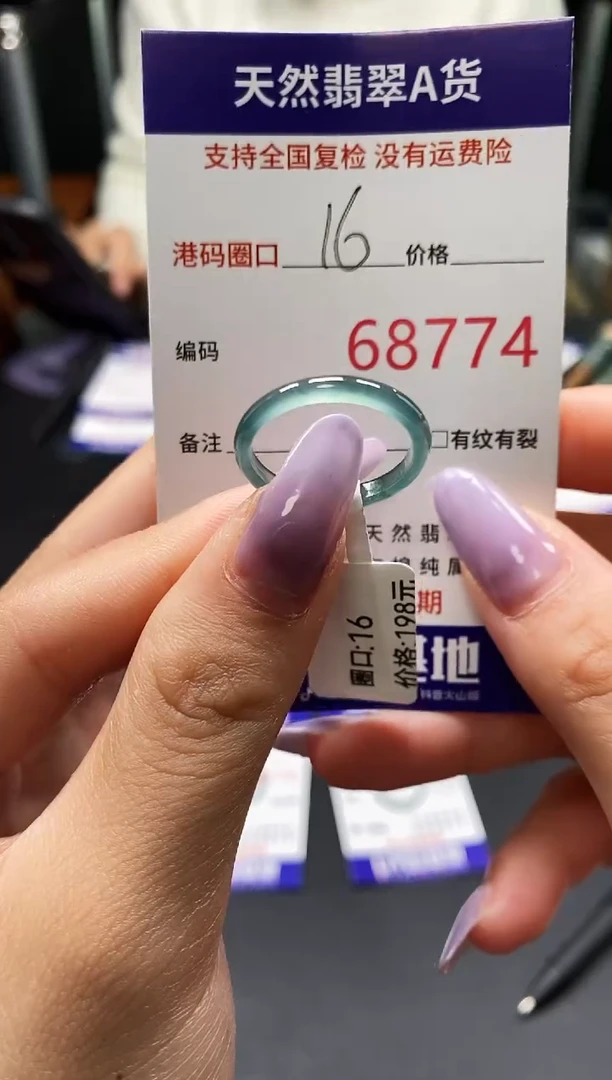 天然翡翠A货
支持全国复检 没有运费险
港码圈口 16 价格
编码 68774
备注 □有纹有裂
天然翡
纯
期
基地
圈口:16
价格:198元